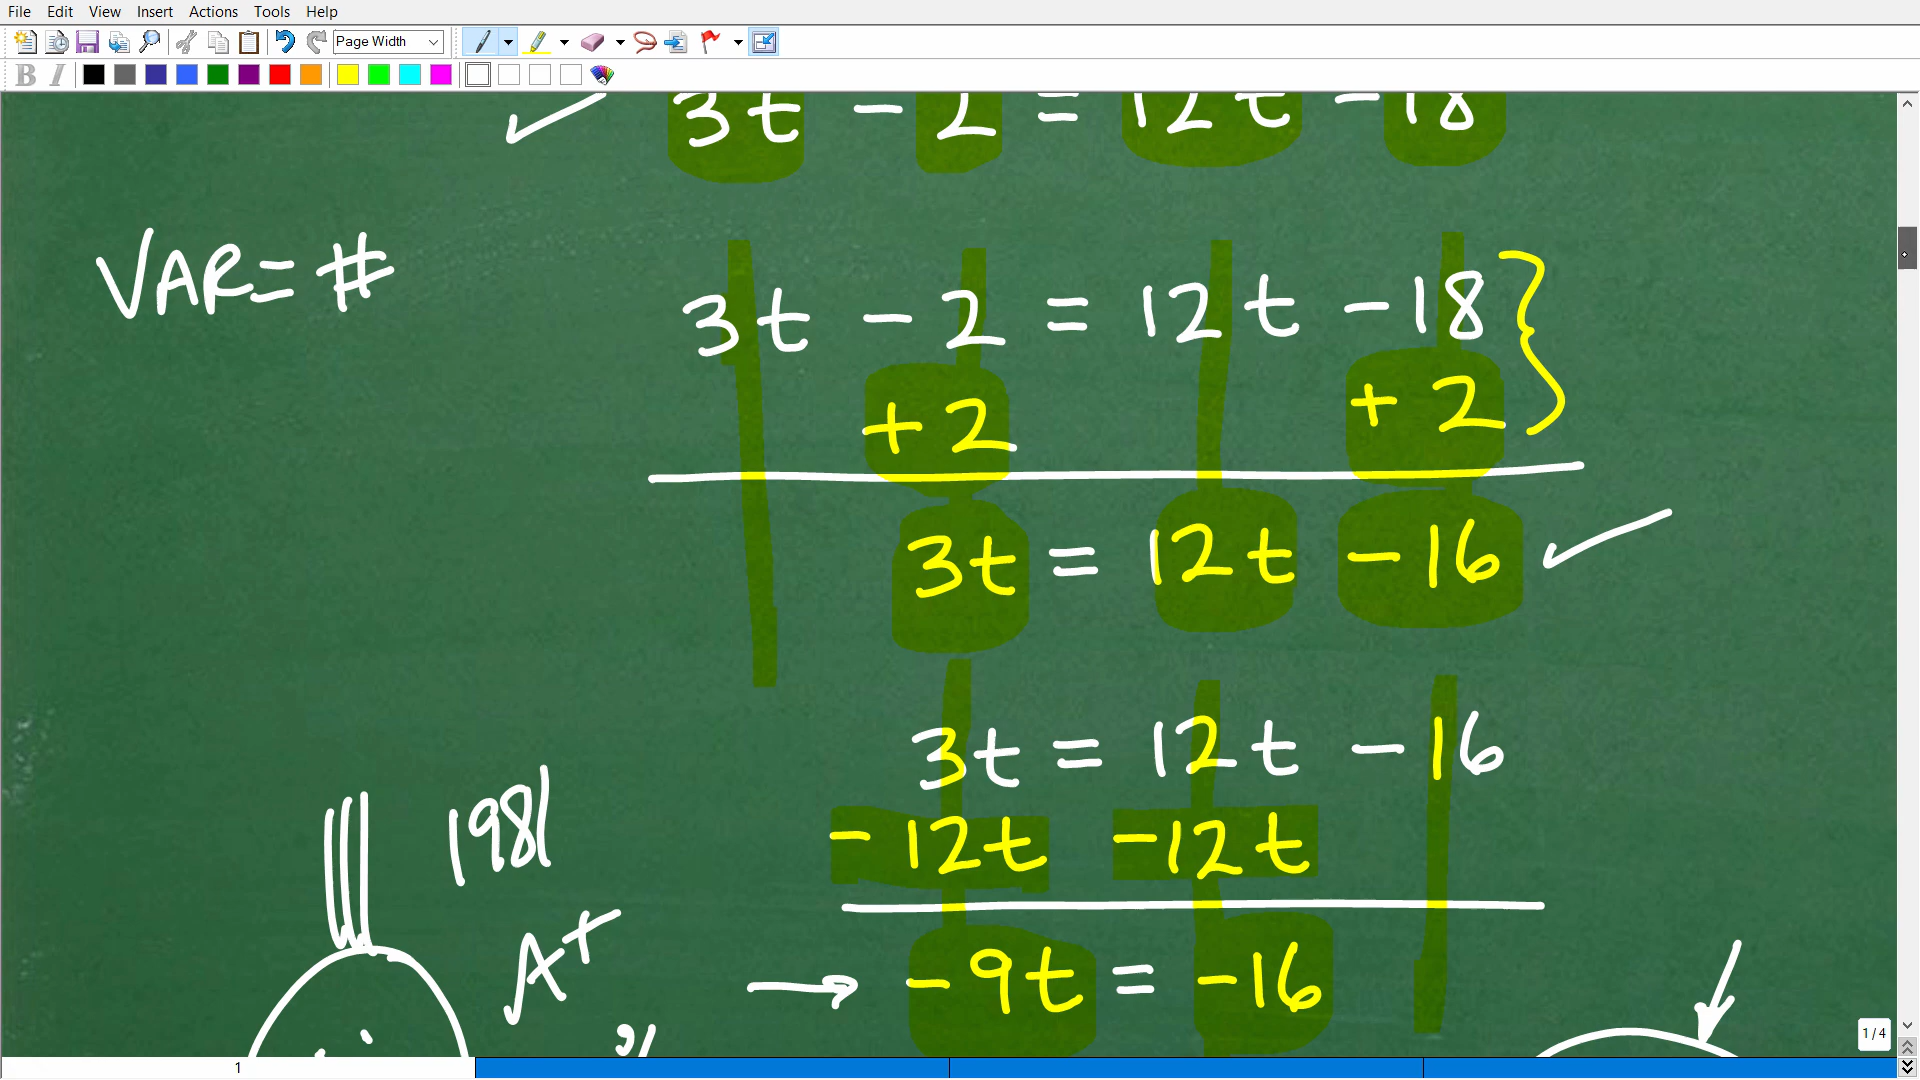 File Edit View Insert Actions Tools Help
Page Width
B I
3t - 2 = 12t - 18
VAR = #
3t - 2 = 12t - 18
+ 2 + 2
3t = 12t - 16
3t = 12t - 16
- 12t - 12t
1981
A+
→ - 9t = - 16
1 / 4
1